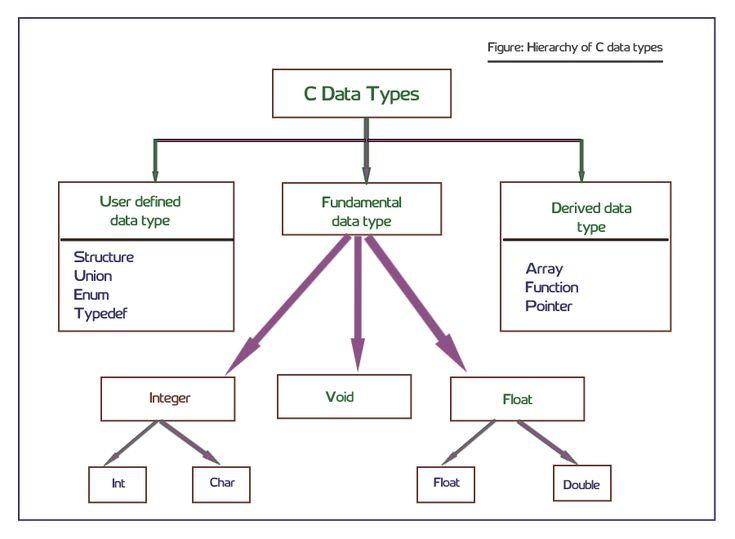 Figure: Hierarchy of C data types
C Data Types
User defined
data type
Structure
Union
Enum
Typedef
Fundamental
data type
Derived data
type
Array
Function
Pointer
Integer
Void
Float
Int
Char
Float
Double